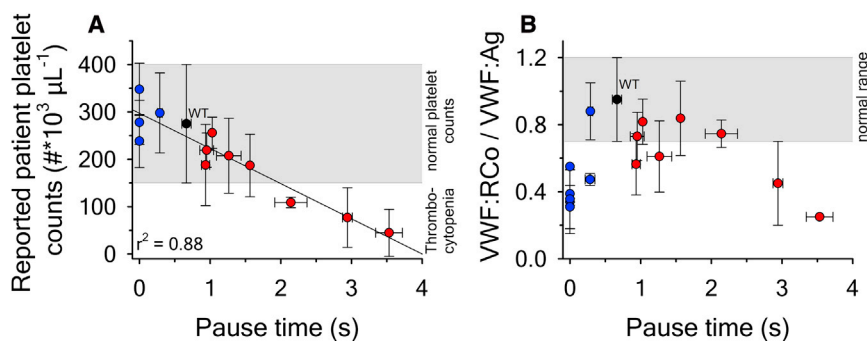 A
Reported patient platelet
counts (#*10³ µL⁻¹)
400
300
200
100
0
WT
r² = 0.88
normal platelet
counts
Thrombo-
cytopenia
0 1 2 3 4
Pause time (s)
B
VWF:RCo / VWF:Ag
1.2
0.8
0.4
0.0
WT
normal range
0 1 2 3 4
Pause time (s)